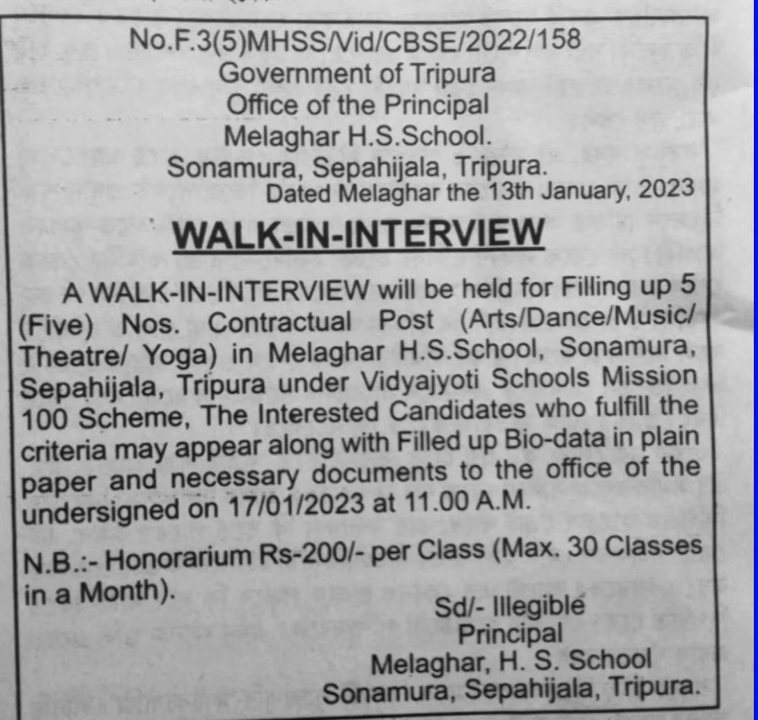 No.F.3(5)MHSS/Vid/CBSE/2022/158
Government of Tripura
Office of the Principal
Melaghar H.S.School.
Sonamura, Sepahijala, Tripura.
Dated Melaghar the 13th January, 2023
WALK-IN-INTERVIEW
A WALK-IN-INTERVIEW will be held for Filling up 5
(Five) Nos. Contractual Post (Arts/Dance/Music/
Theatre/ Yoga) in Melaghar H.S.School, Sonamura,
Sepahijala, Tripura under Vidyajyoti Schools Mission
100 Scheme, The Interested Candidates who fulfill the
criteria may appear along with Filled up Bio-data in plain
paper and necessary documents to the office of the
undersigned on 17/01/2023 at 11.00 A.M.
N.B.:- Honorarium Rs-200/- per Class (Max. 30 Classes
in a Month).
Sd/- Illegible
Principal
Melaghar, H. S. School
Sonamura, Sepahijala, Tripura.